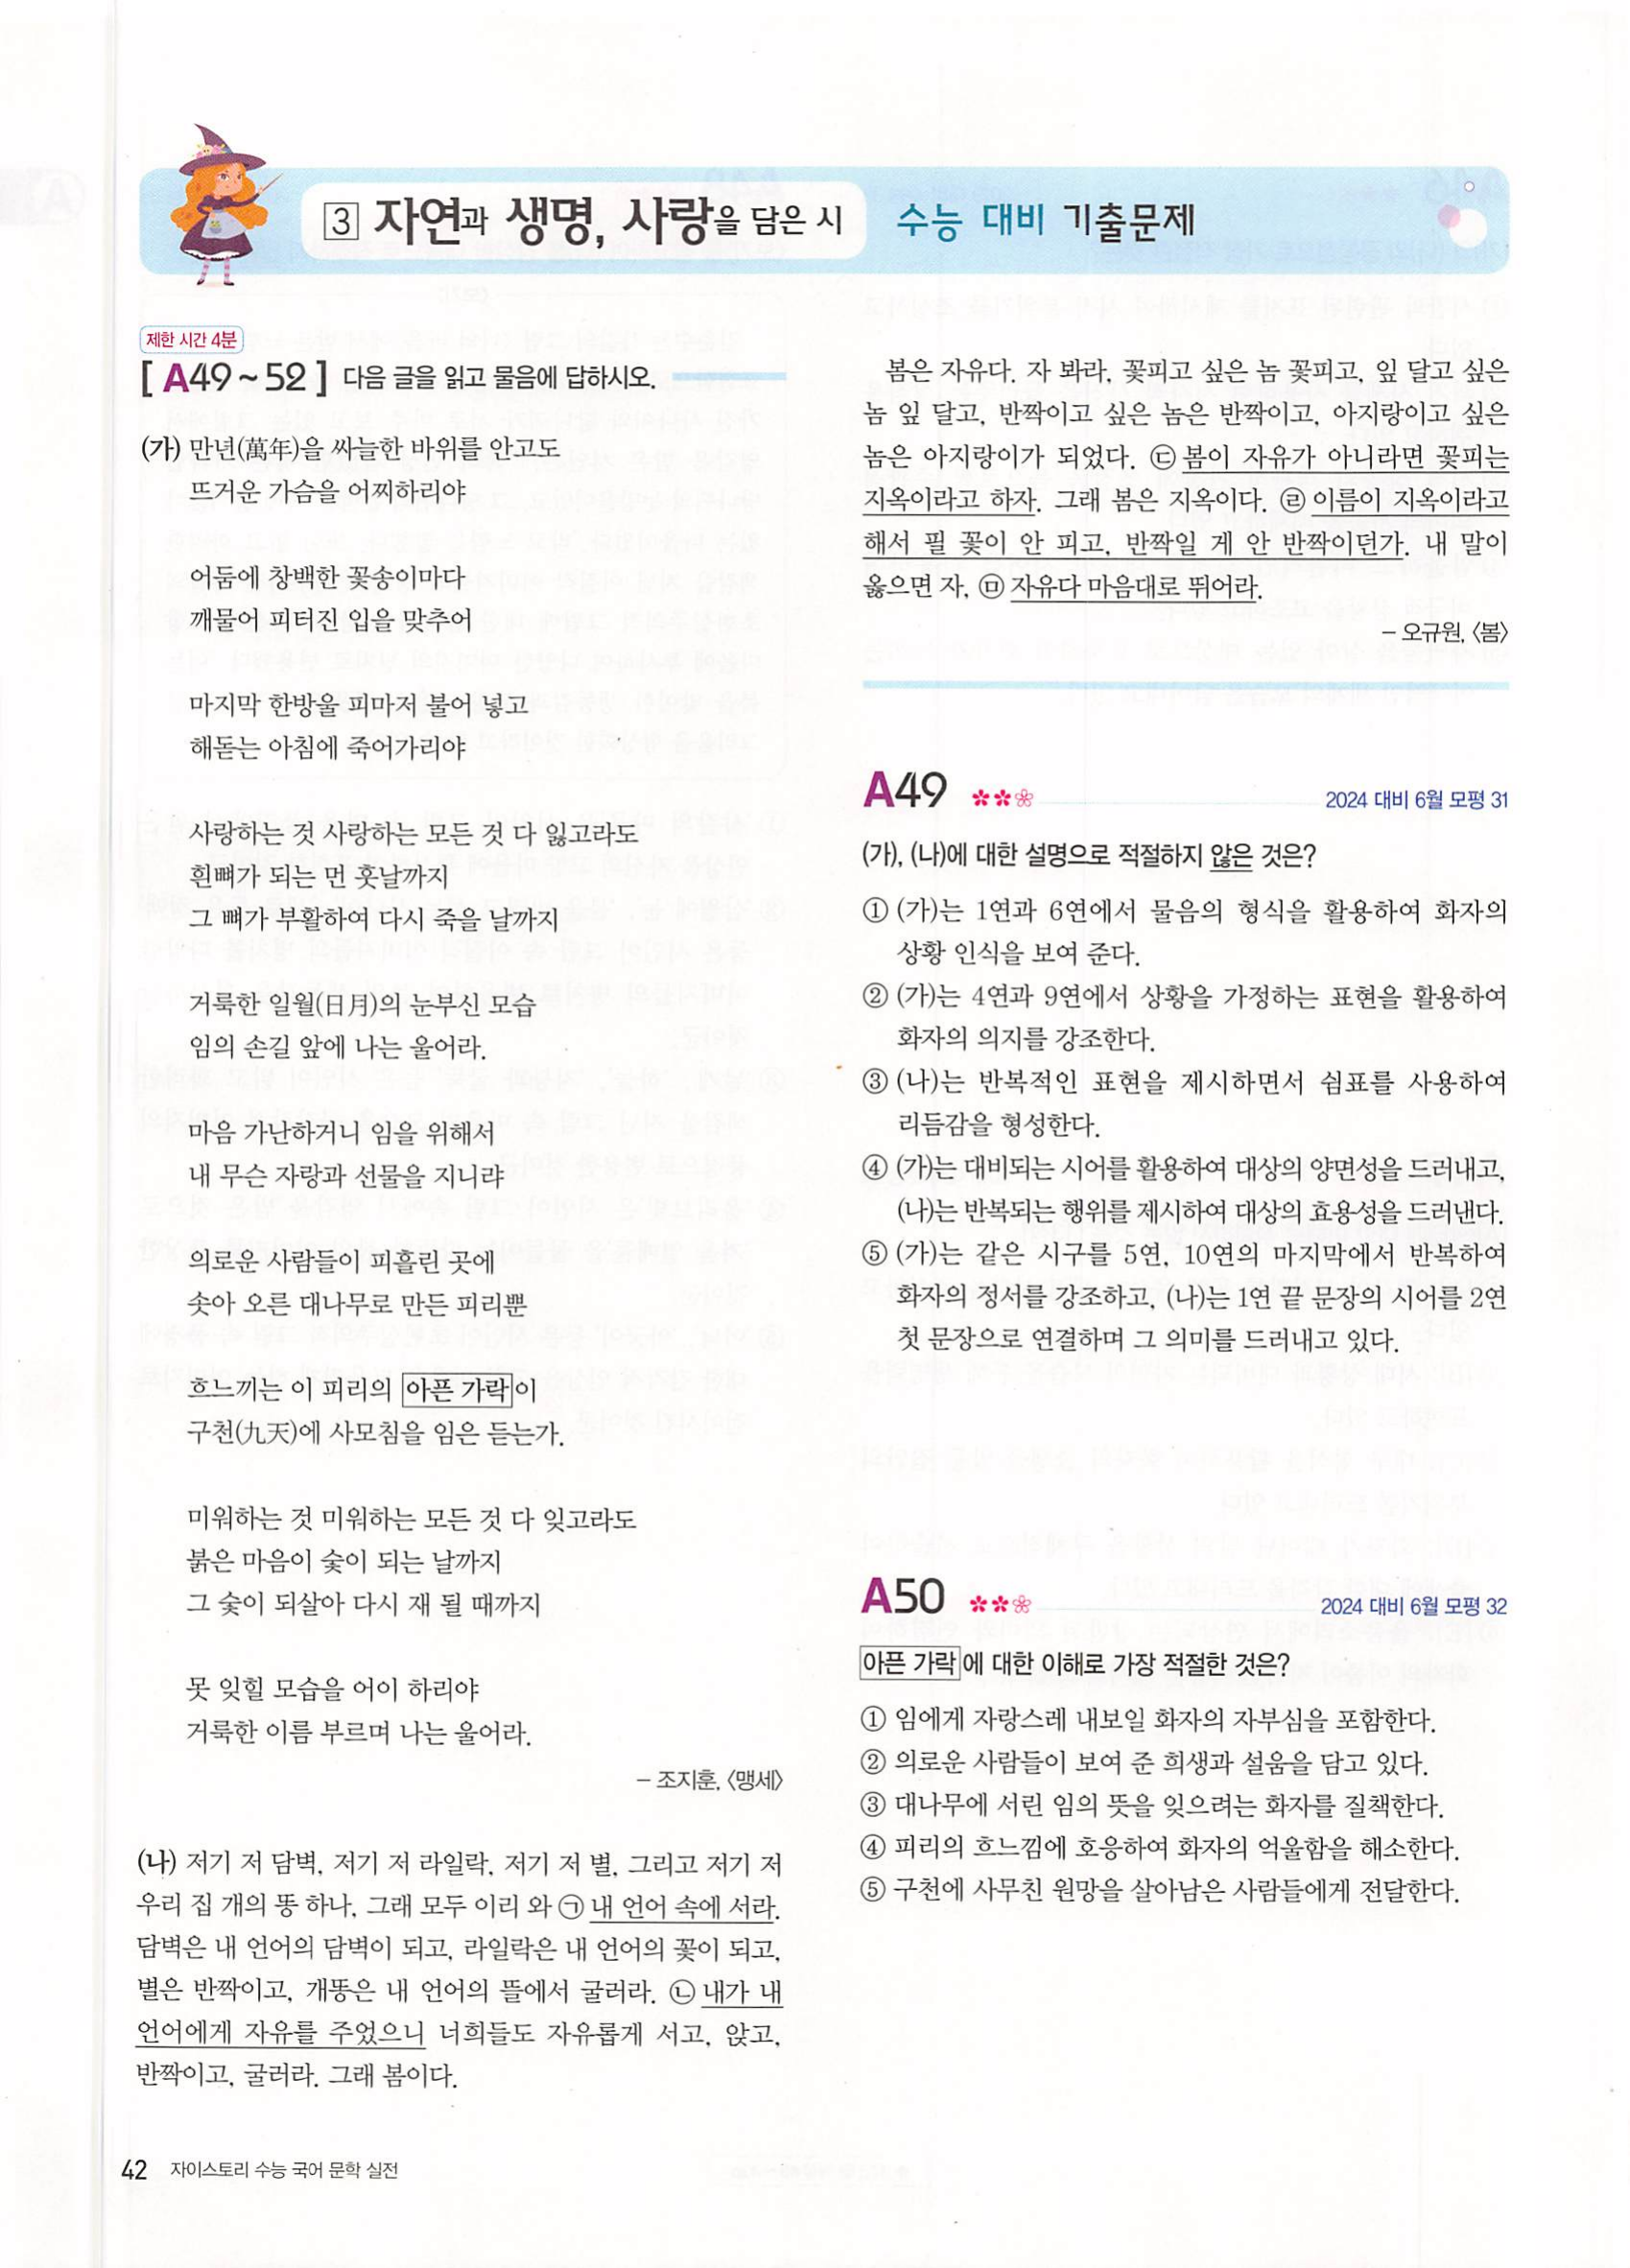 3 자연과 생명, 사랑을 담은 시 수능 대비 기출문제
제한 시간 4분
[ A49 ~ 52 ] 다음 글을 읽고 물음에 답하시오.
(가) 만년(萬年)을 싸늘한 바위를 안고도
뜨거운 가슴을 어찌하리야
어둠에 창백한 꽃송이마다
깨물어 피터진 입을 맞추어
마지막 한방울 피마저 불어 넣고
해돋는 아침에 죽어가리야
사랑하는 것 사랑하는 모든 것 다 잃고라도
흰뼈가 되는 먼 훗날까지
그 뼈가 부활하여 다시 죽을 날까지
거룩한 일월(日月)의 눈부신 모습
임의 손길 앞에 나는 울어라.
마음 가난하거니 임을 위해서
내 무슨 자랑과 선물을 지니랴
의로운 사람들이 피흘린 곳에
솟아 오른 대나무로 만든 피리뿐
흐느끼는 이 피리의 아픈 가락이
구천(九天)에 사모침을 임은 듣는가.
미워하는 것 미워하는 모든 것 다 잊고라도
붉은 마음이 숯이 되는 날까지
그 숯이 되살아 다시 재 될 때까지
못 잊힐 모습을 어이 하리야
거룩한 이름 부르며 나는 울어라.
– 조지훈, 〈맹세〉
(나) 저기 저 담벽, 저기 저 라일락, 저기 저 별, 그리고 저기 저
우리 집 개의 똥 하나, 그래 모두 이리 와 ㉠ 내 언어 속에 서라.
담벽은 내 언어의 담벽이 되고, 라일락은 내 언어의 꽃이 되고,
별은 반짝이고, 개똥은 내 언어의 뜰에서 굴러라. ㉡ 내가 내
언어에게 자유를 주었으니 너희들도 자유롭게 서고, 앉고,
반짝이고, 굴러라. 그래 봄이다.
봄은 자유다. 자 봐라, 꽃피고 싶은 놈 꽃피고, 잎 달고 싶은
놈 잎 달고, 반짝이고 싶은 놈은 반짝이고, 아지랑이고 싶은
놈은 아지랑이가 되었다. ㉢ 봄이 자유가 아니라면 꽃피는
지옥이라고 하자. 그래 봄은 지옥이다. ㉣ 이름이 지옥이라고
해서 필 꽃이 안 피고, 반짝일 게 안 반짝이던가. 내 말이
옳으면 자, ㉤ 자유다 마음대로 뛰어라.
– 오규원, 〈봄〉
A49 2024 대비 6월 모평 31
(가), (나)에 대한 설명으로 적절하지 않은 것은?
① (가)는 1연과 6연에서 물음의 형식을 활용하여 화자의
상황 인식을 보여 준다.
② (가)는 4연과 9연에서 상황을 가정하는 표현을 활용하여
화자의 의지를 강조한다.
③ (나)는 반복적인 표현을 제시하면서 쉼표를 사용하여
리듬감을 형성한다.
④ (가)는 대비되는 시어를 활용하여 대상의 양면성을 드러내고,
(나)는 반복되는 행위를 제시하여 대상의 효용성을 드러낸다.
⑤ (가)는 같은 시구를 5연, 10연의 마지막에서 반복하여
화자의 정서를 강조하고, (나)는 1연 끝 문장의 시어를 2연
첫 문장으로 연결하며 그 의미를 드러내고 있다.
A50 2024 대비 6월 모평 32
아픈 가락에 대한 이해로 가장 적절한 것은?
① 임에게 자랑스레 내보일 화자의 자부심을 포함한다.
② 의로운 사람들이 보여 준 희생과 설움을 담고 있다.
③ 대나무에 서린 임의 뜻을 잊으려는 화자를 질책한다.
④ 피리의 흐느낌에 호응하여 화자의 억울함을 해소한다.
⑤ 구천에 사무친 원망을 살아남은 사람들에게 전달한다.
42 자이스토리 수능 국어 문학 실전